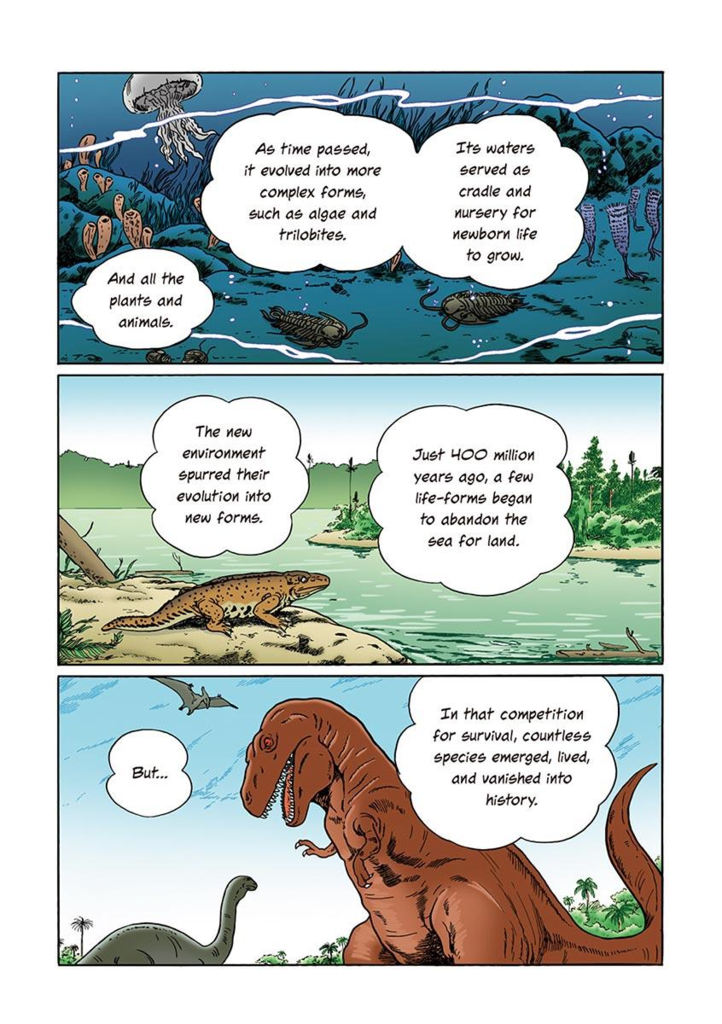 Its waters
served as
cradle and
nursery for
newborn life
to grow.
As time passed,
it evolved into more
complex forms,
such as algae and
trilobites.
And all the
plants and
animals.
Just 400 million
years ago, a few
life-forms began
to abandon the
sea for land.
The new
environment
spurred their
evolution into
new forms.
In that competition
for survival, countless
species emerged, lived,
and vanished into
history.
But...